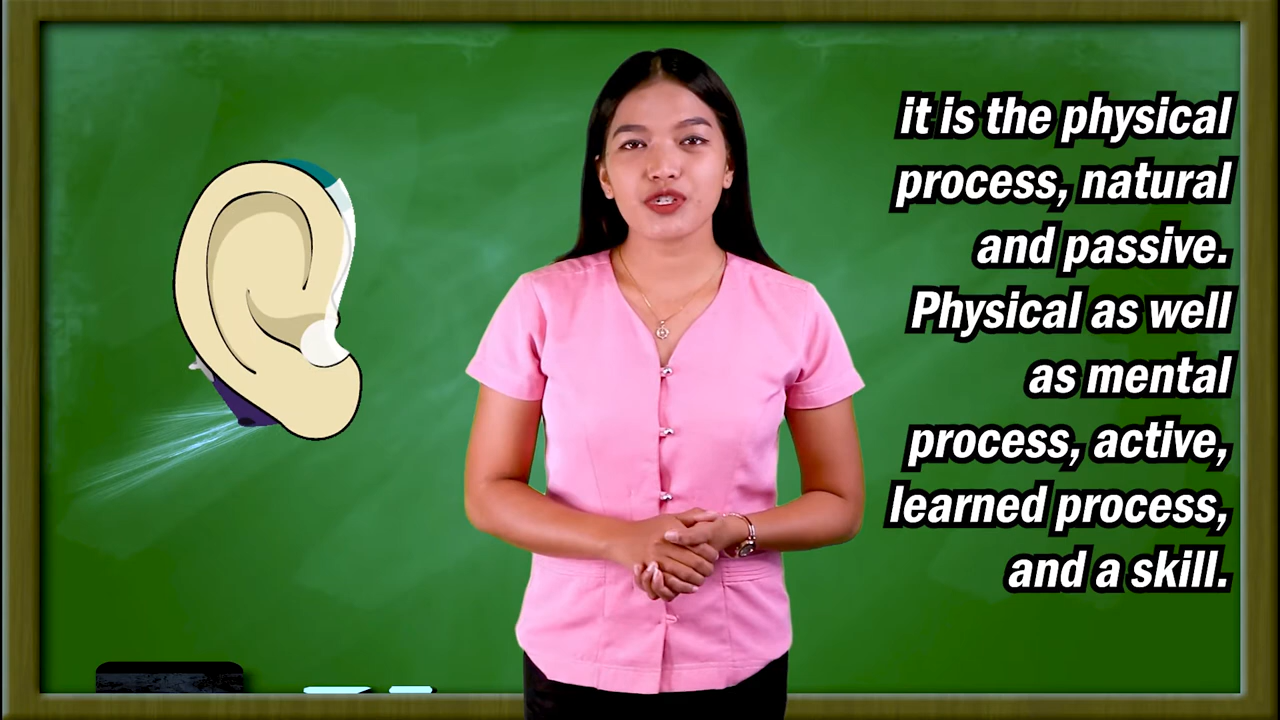 it is the physical
process, natural
and passive.
Physical as well
as mental
process, active,
learned process,
and a skill.